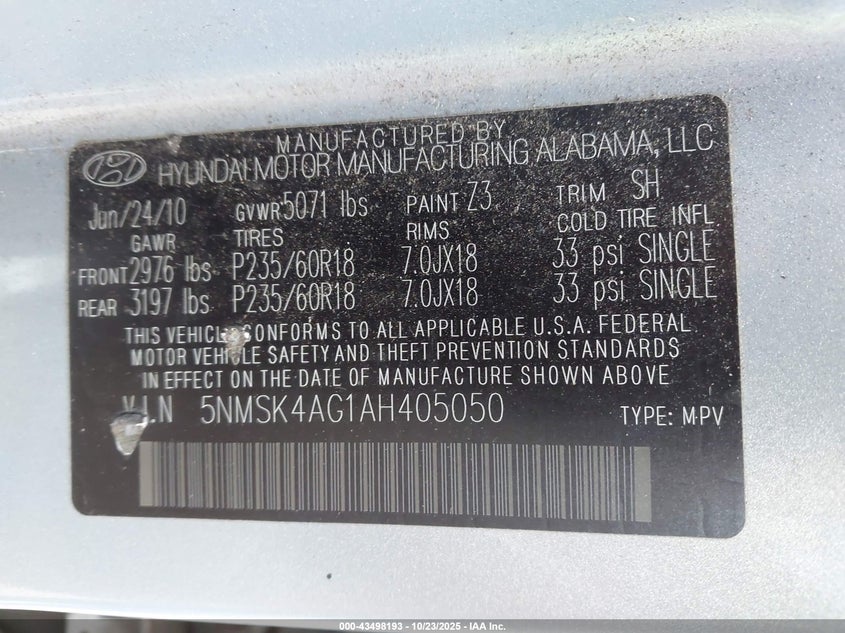 MANUFACTURED BY
HYUNDAI MOTOR MANUFACTURING ALABAMA, LLC
Jun/24/10 GVWR 5071 lbs PAINT Z3 TRIM SH
GAWR TIRES RIMS COLD TIRE INFL
FRONT 2976 lbs P235/60R18 7.0JX18 33 psi SINGLE
REAR 3197 lbs P235/60R18 7.0JX18 33 psi SINGLE
THIS VEHICLE CONFORMS TO ALL APPLICABLE U.S.A. FEDERAL
MOTOR VEHICLE SAFETY AND THEFT PREVENTION STANDARDS
IN EFFECT ON THE DATE OF MANUFACTURE SHOWN ABOVE
V.I.N 5NMSK4AG1AH405050 TYPE: MPV
000-43498193 - 10/23/2025 - IAA Inc.